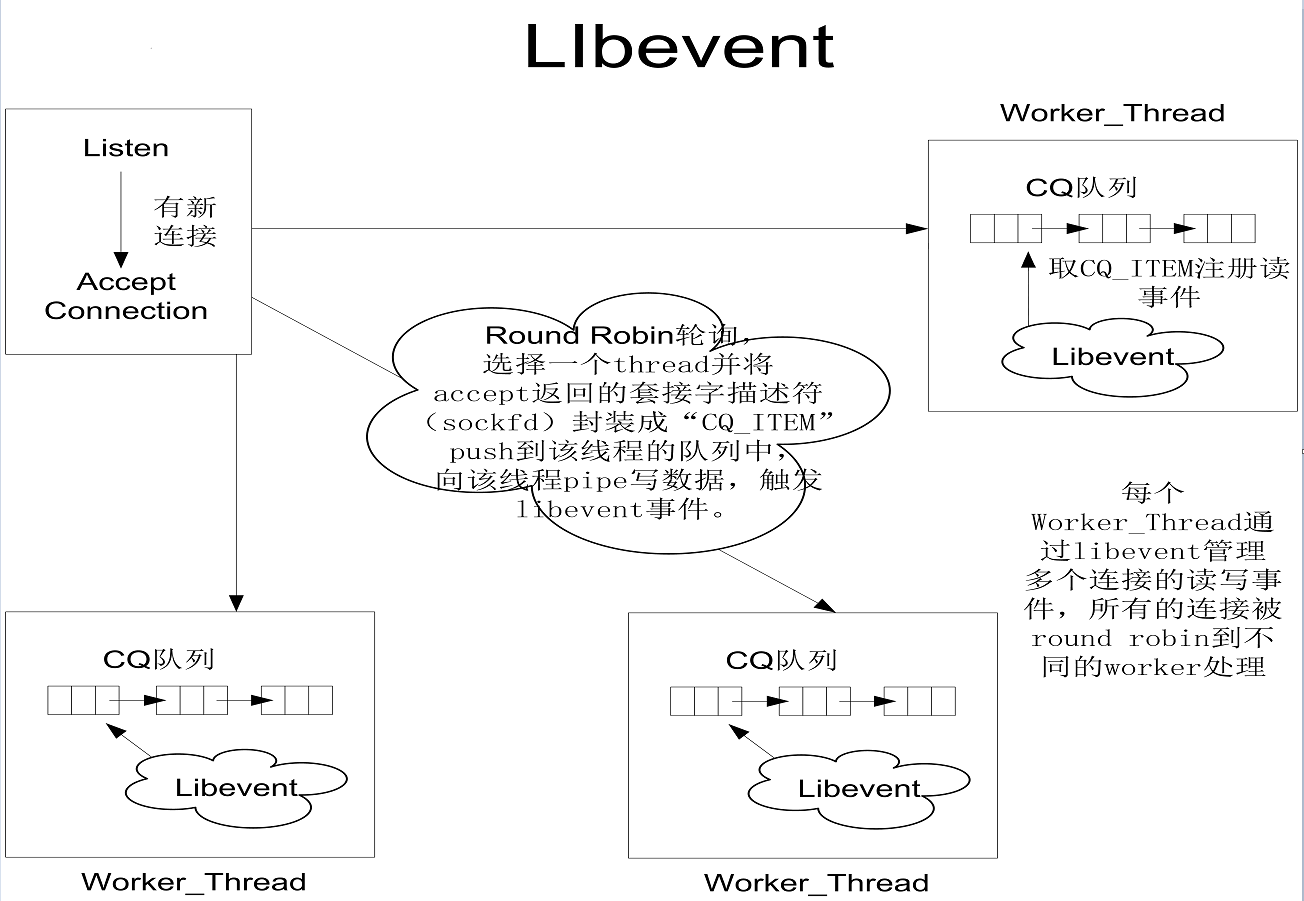 LIbevent
Listen
有新
连接
Accept
Connection
Worker_Thread
CQ队列
取CQ_ITEM注册读
事件
Libevent
Round Robin轮询，
选择一个thread并将
accept返回的套接字描述符
（sockfd）封装成“CQ_ITEM”
push到该线程的队列中，
向该线程pipe写数据，触发
libevent事件。
每个
Worker_Thread通
过libevent管理
多个连接的读写事
件，所有的连接被
round robin到不
同的worker处理
CQ队列
Libevent
Worker_Thread
CQ队列
Libevent
Worker_Thread